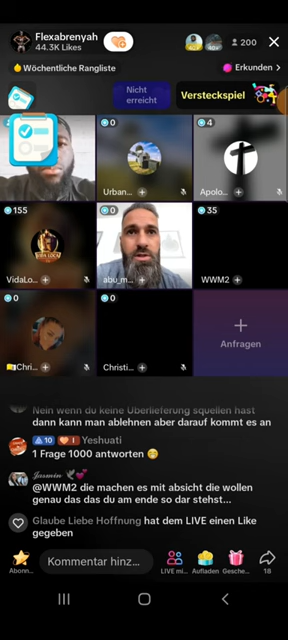 Flexabrenyah
44.3K Likes
200
Wöchentliche Rangliste
Erkunden >
Nicht erreicht
Versteckspiel
0
4
Urban...
Apolo...
155
35
VidaLo...
abu_m...
WWM2
0
0
Chri...
Christi...
Anfragen
Nein wenn du keine Überlieferung squellen hast
dann kann man ablehnen aber darauf kommt es an
10 1 Yeshuati
1 Frage 1000 antworten 😁
Jasmin 🕊️💕
@WWM2 die machen es mit absicht die wollen
genau das das du am ende so dar stehst...
Glaube Liebe Hoffnung hat dem LIVE einen Like
gegeben
Kommentar hinz...
Abonn...
LIVE mi...
Aufladen
Gesche...
18